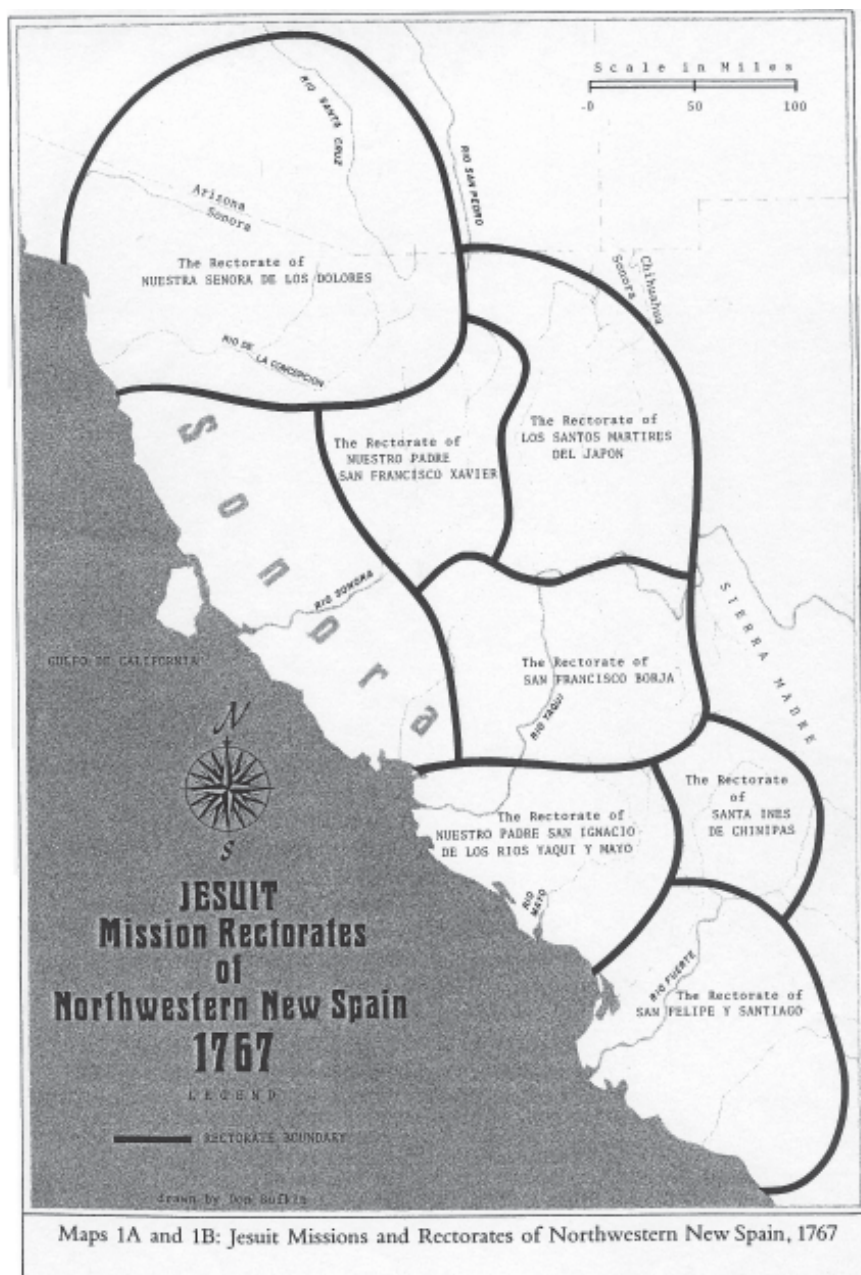 Scale in Miles
0 50 100
RIO SANTA CRUZ
RIO SAN PEDRO
Arizona
Sonora
The Rectorate of
NUESTRA SENORA DE LOS DOLORES
Chihuahua
Sonora
RIO DE
LA CONCEPCION
The Rectorate of
LOS SANTOS MARTIRES
DEL JAPON
The Rectorate of
NUESTRO PADRE
SAN FRANCISCO XAVIER
Sonora
RIO SONORA
SIERRA MADRE
GULFO DE CALIFORNIA
The Rectorate of
SAN FRANCISCO BORJA
RIO YAQUI
N
S
The Rectorate
of
SANTA INES
DE CHINIPAS
The Rectorate of
NUESTRO PADRE SAN IGNACIO
DE LOS RIOS YAQUI Y MAYO
RIO
MAYO
RIO FUERTE
The Rectorate of
SAN FELIPE Y SANTIAGO
JESUIT
Mission Rectorates
of
Northwestern New Spain
1767
LEGEND
RECTORATE BOUNDARY
drawn by Don Bufkin
Maps 1A and 1B: Jesuit Missions and Rectorates of Northwestern New Spain, 1767